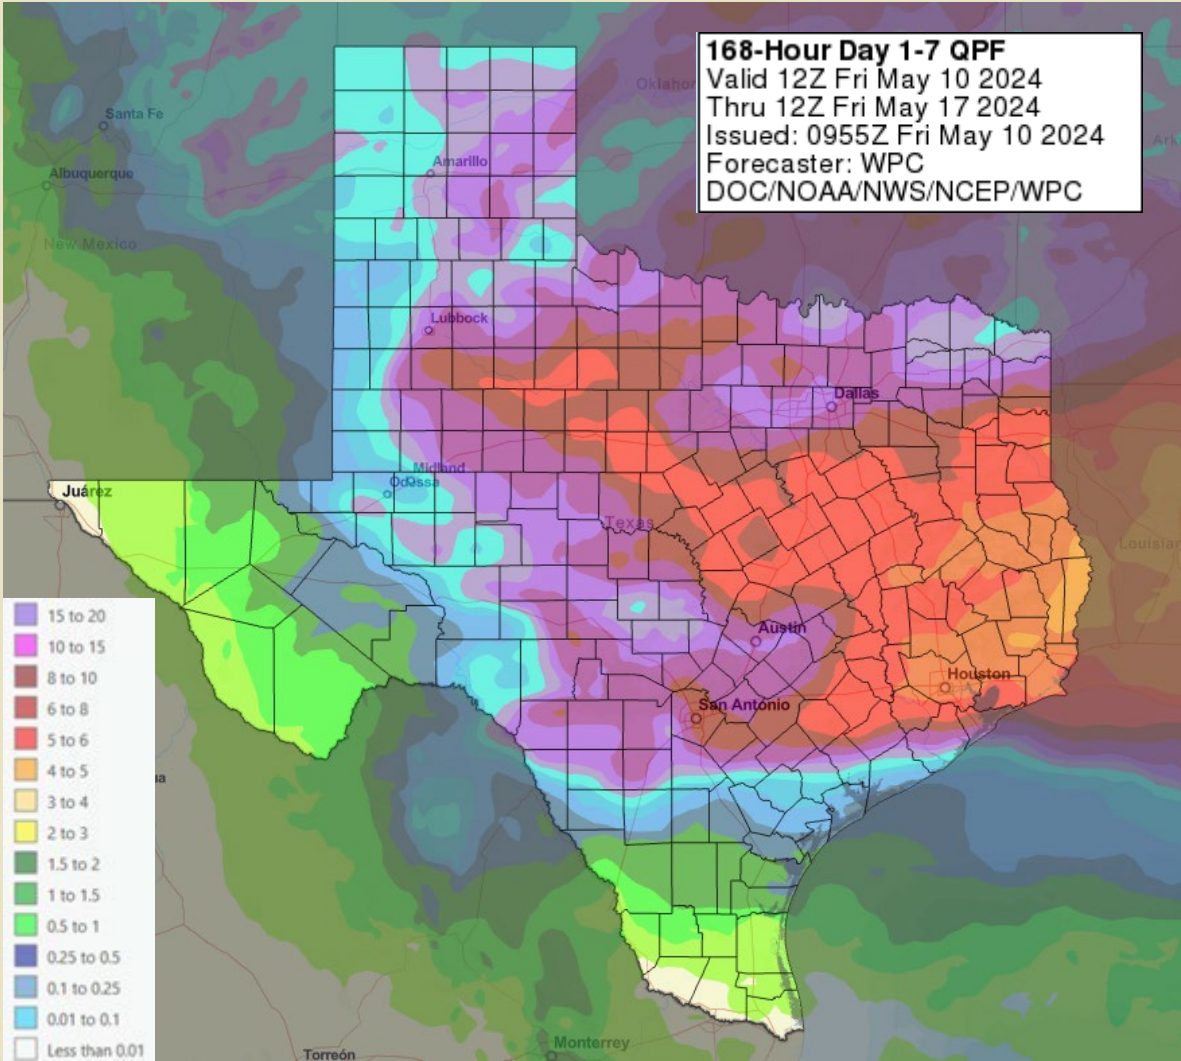 168-Hour Day 1-7 QPF
Valid 12Z Fri May 10 2024
Thru 12Z Fri May 17 2024
Issued: 0955Z Fri May 10 2024
Forecaster: WPC
DOC/NOAA/NWS/NCEP/WPC
Santa Fe
Albuquerque
New Mexico
Amarillo
Lubbock
Dallas
Midland
Odessa
Juárez
Texas
Austin
Houston
San Antonio
Monterrey
Torreón
15 to 20
10 to 15
8 to 10
6 to 8
5 to 6
4 to 5
3 to 4
2 to 3
1.5 to 2
1 to 1.5
0.5 to 1
0.25 to 0.5
0.1 to 0.25
0.01 to 0.1
Less than 0.01